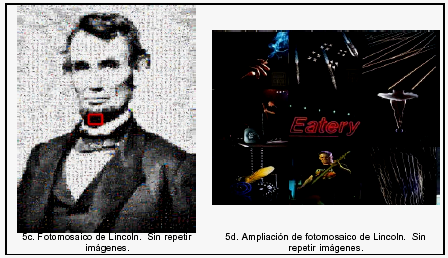 Eatery
5c. Fotomosaico de Lincoln.  Sin repetir
imágenes.
5d. Ampliación de fotomosaico de Lincoln.  Sin
repetir imágenes.